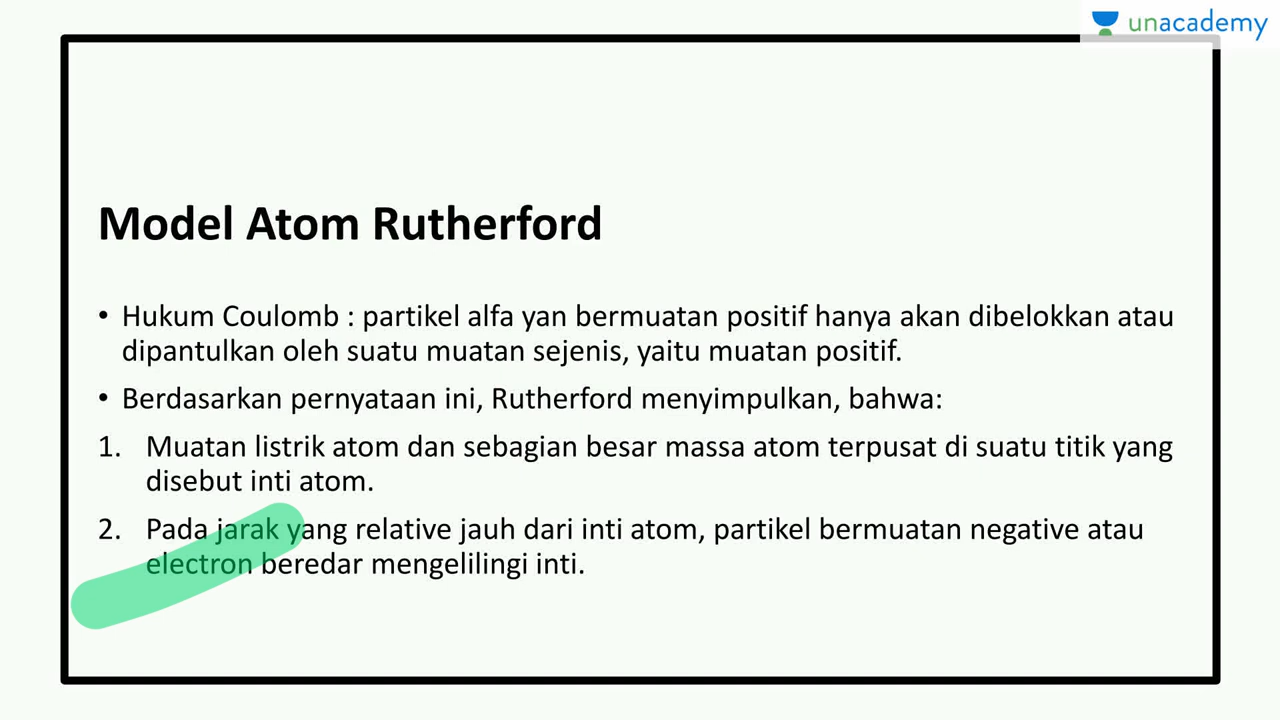 unacademy
Model Atom Rutherford
• Hukum Coulomb : partikel alfa yan bermuatan positif hanya akan dibelokkan atau
dipantulkan oleh suatu muatan sejenis, yaitu muatan positif.
• Berdasarkan pernyataan ini, Rutherford menyimpulkan, bahwa:
1. Muatan listrik atom dan sebagian besar massa atom terpusat di suatu titik yang
disebut inti atom.
2. Pada jarak yang relative jauh dari inti atom, partikel bermuatan negative atau
electron beredar mengelilingi inti.